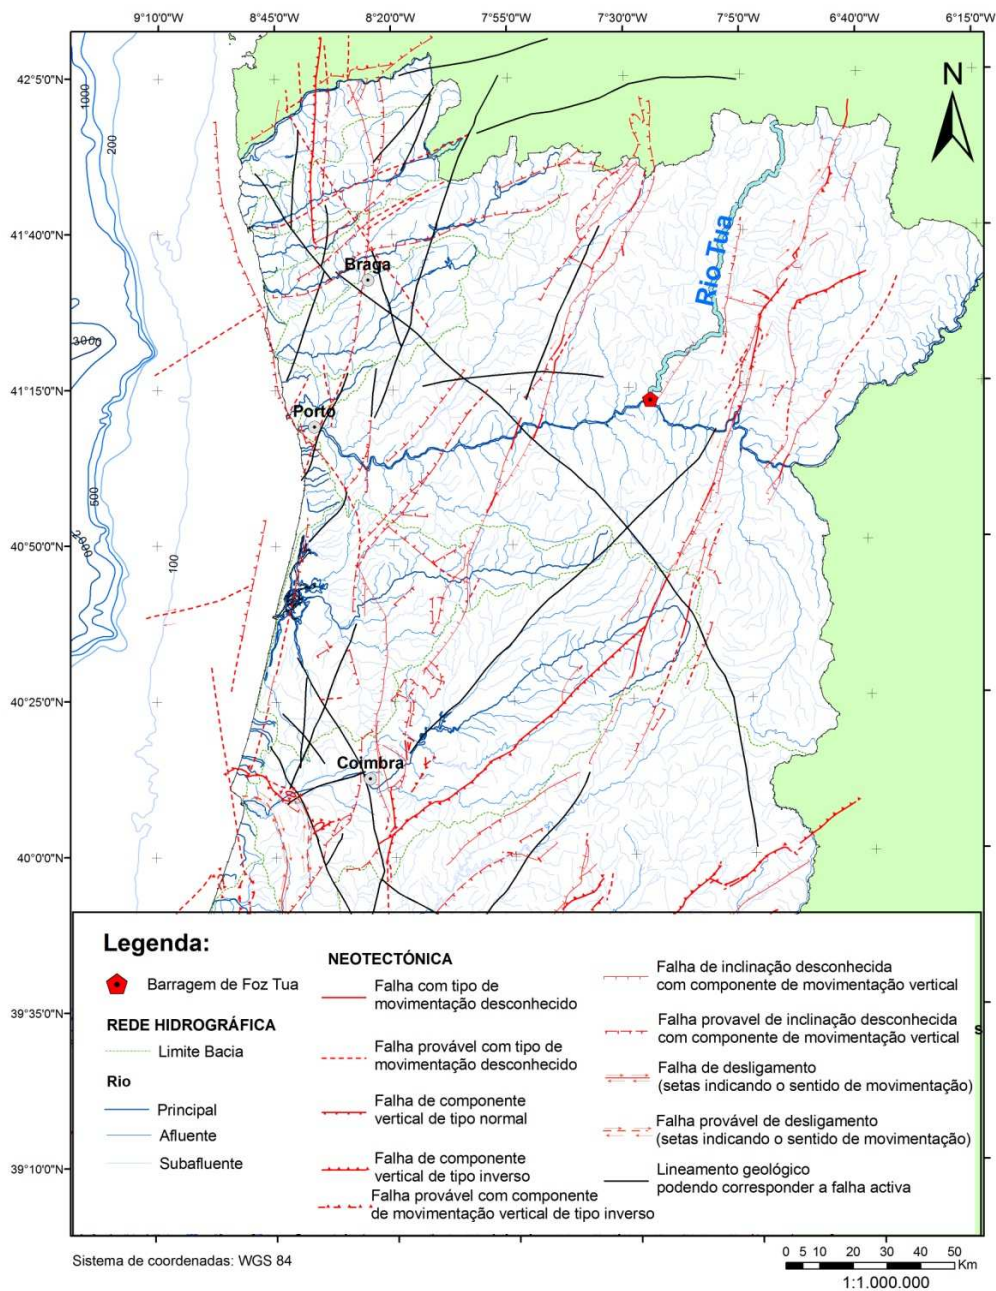 9°10'0"W 8°45'0"W 8°20'0"W 7°55'0"W 7°30'0"W 7°5'0"W 6°40'0"W 6°15'0"W
42°5'0"N
N
1000
200
41°40'0"N
Rio Tua
Braga
3000
41°15'0"N
Porto
500
2000
100
40°50'0"N
40°25'0"N
Coimbra
40°0'0"N
39°35'0"N
39°10'0"N
Legenda:
Barragem de Foz Tua
REDE HIDROGRÁFICA
Limite Bacia
Rio
Principal
Afluente
Subafluente
NEOTECTÓNICA
Falha com tipo de
movimentação desconhecido
Falha provável com tipo de
movimentação desconhecido
Falha de componente
vertical de tipo normal
Falha de componente
vertical de tipo inverso
Falha provável com componente
de movimentação vertical de tipo inverso
Falha de inclinação desconhecida
com componente de movimentação vertical
Falha provavel de inclinação desconhecida
com componente de movimentação vertical
Falha de desligamento
(setas indicando o sentido de movimentação)
Falha provável de desligamento
(setas indicando o sentido de movimentação)
Lineamento geológico
podendo corresponder a falha activa
s
Sistema de coordenadas: WGS 84
0 5 10 20 30 40 50
Km
1:1.000.000